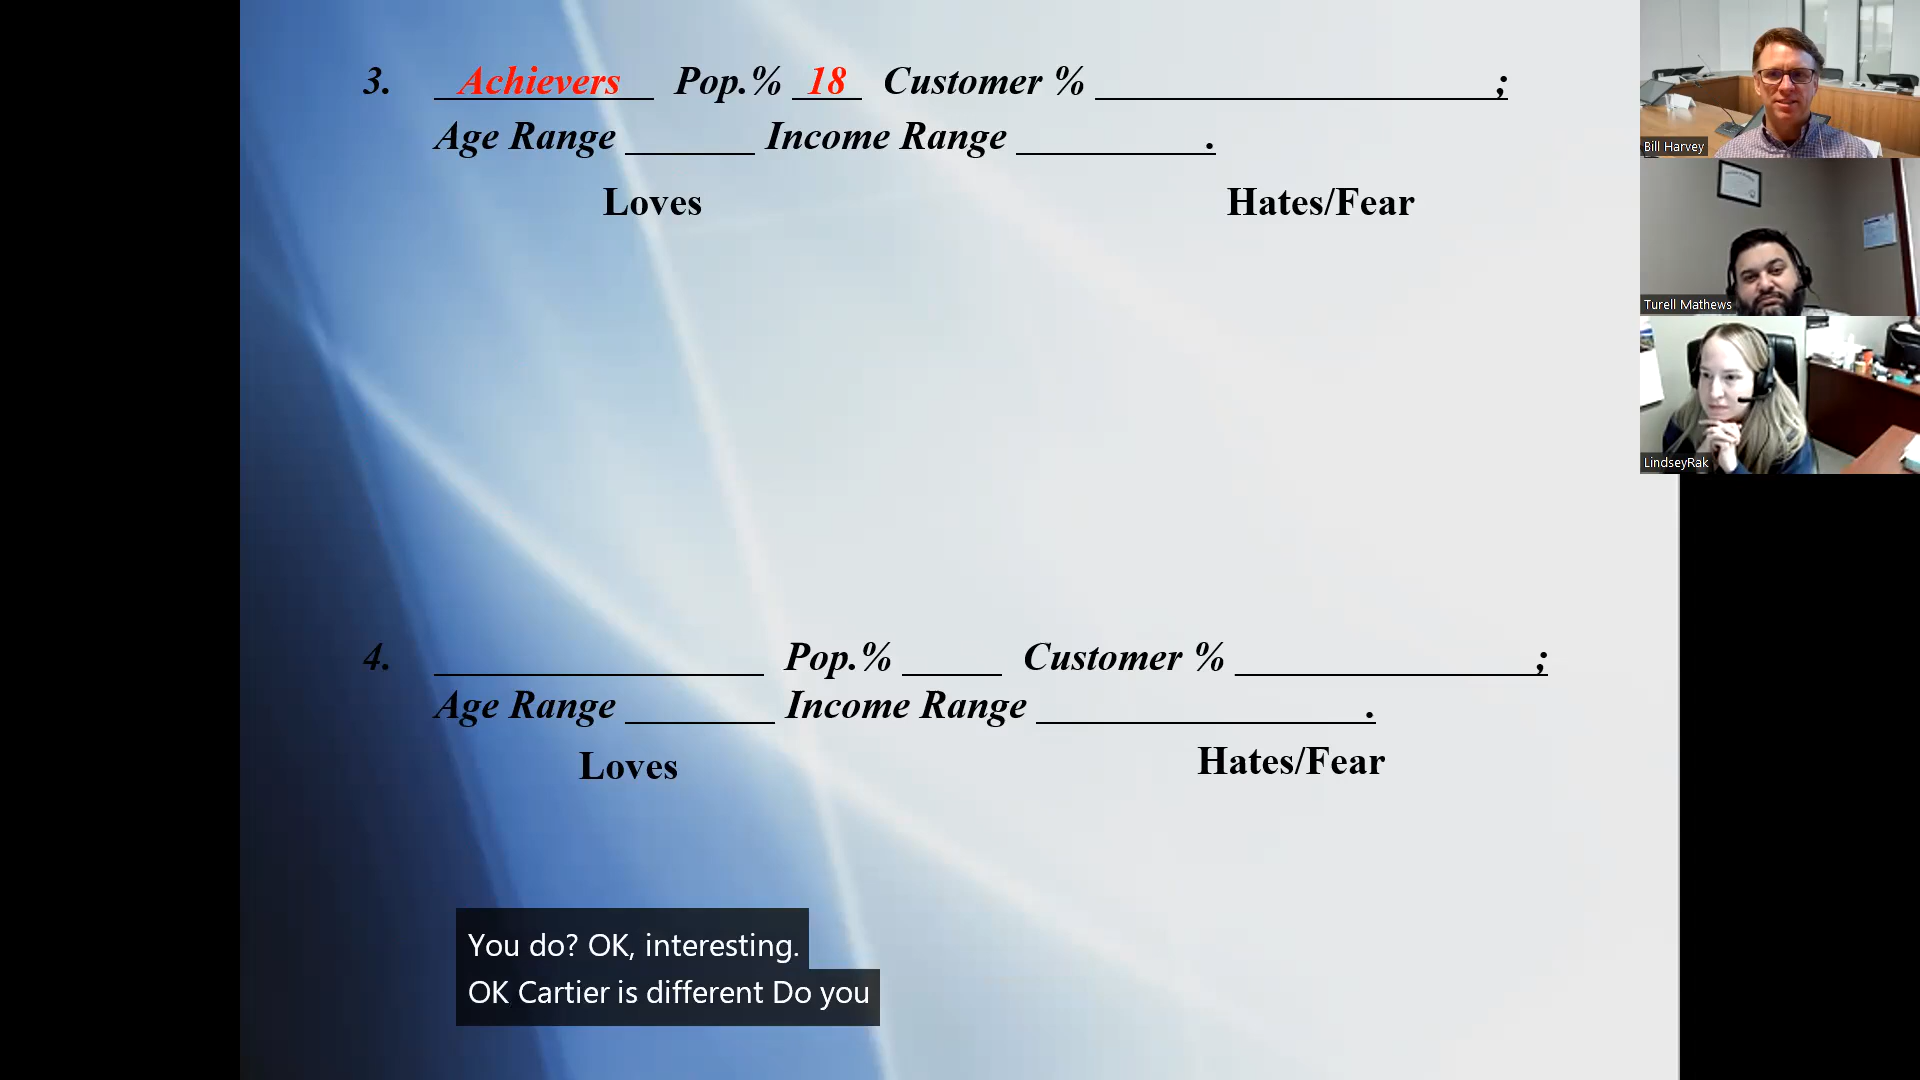 3. Achievers Pop.% 18 Customer % ;
Age Range Income Range .
Loves Hates/Fear
4. Pop.% Customer % ;
Age Range Income Range .
Loves Hates/Fear
You do? OK, interesting.
OK Cartier is different Do you
Bill Harvey
Turell Mathews
LindseyRak